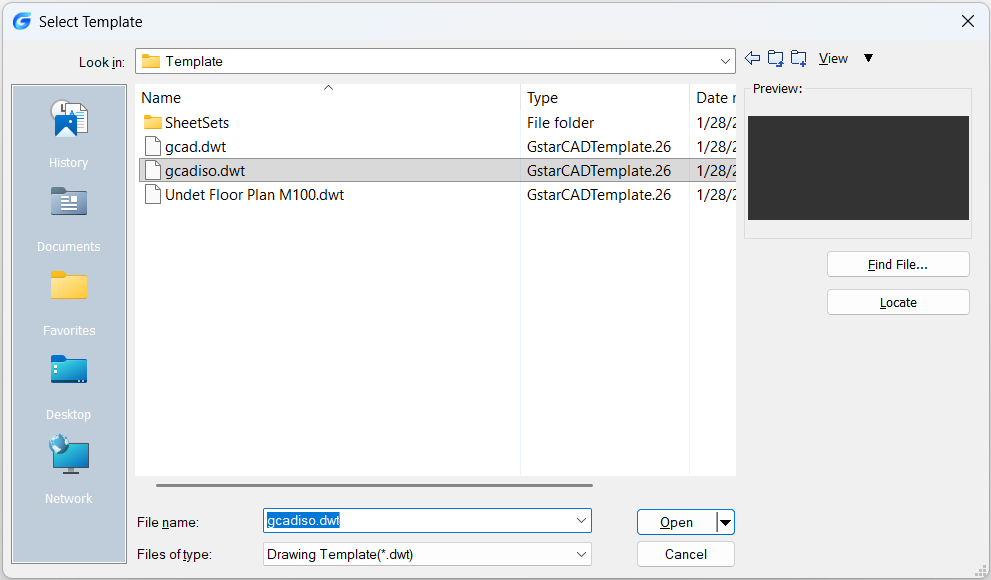 Select Template
Look in: Template View
Name Type Date r
SheetSets File folder 1/28/2
gcad.dwt GstarCADTemplate.26 1/28/2
gcadiso.dwt GstarCADTemplate.26 1/28/2
Undet Floor Plan M100.dwt GstarCADTemplate.26 1/28/2
History
Documents
Favorites
Desktop
Network
Preview:
Find File...
Locate
File name: gcadiso.dwt Open
Files of type: Drawing Template(*.dwt) Cancel